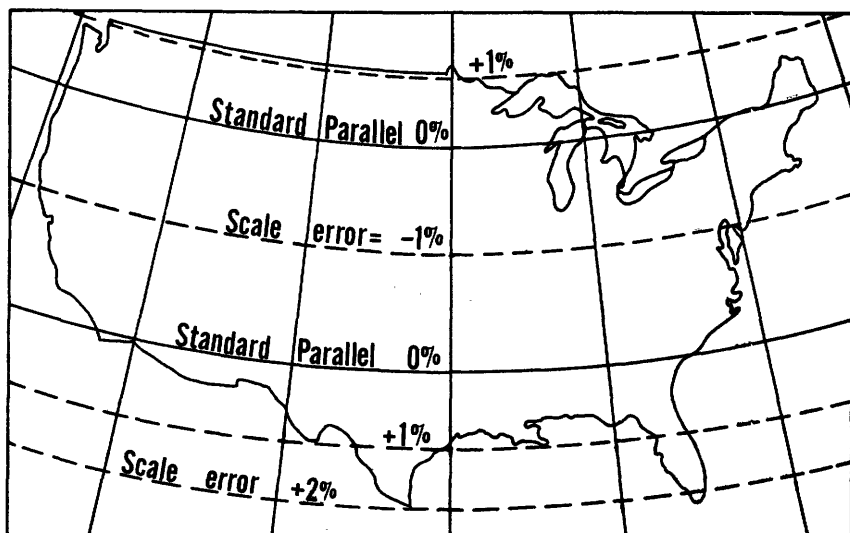 +1%
Standard Parallel 0%
Scale error= -1%
Standard Parallel 0%
+1%
Scale error +2%